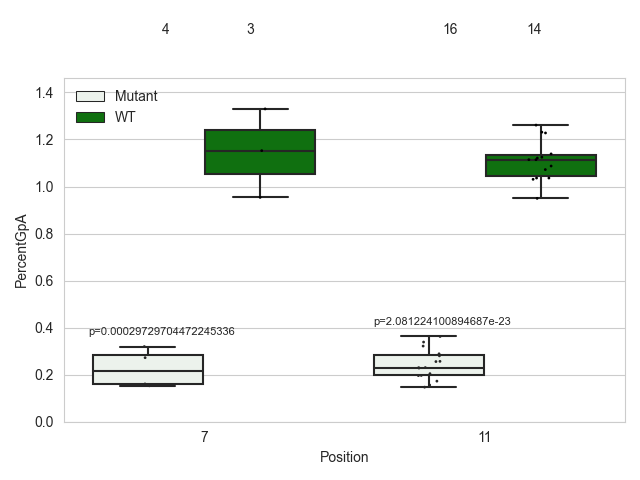 4 3 16 14
1.4
1.2
1.0
0.8
0.6
0.4
0.2
0.0
PercentGpA
Mutant
WT
p=0.00029729704472245336
p=2.081224100894687e-23
7 11
Position